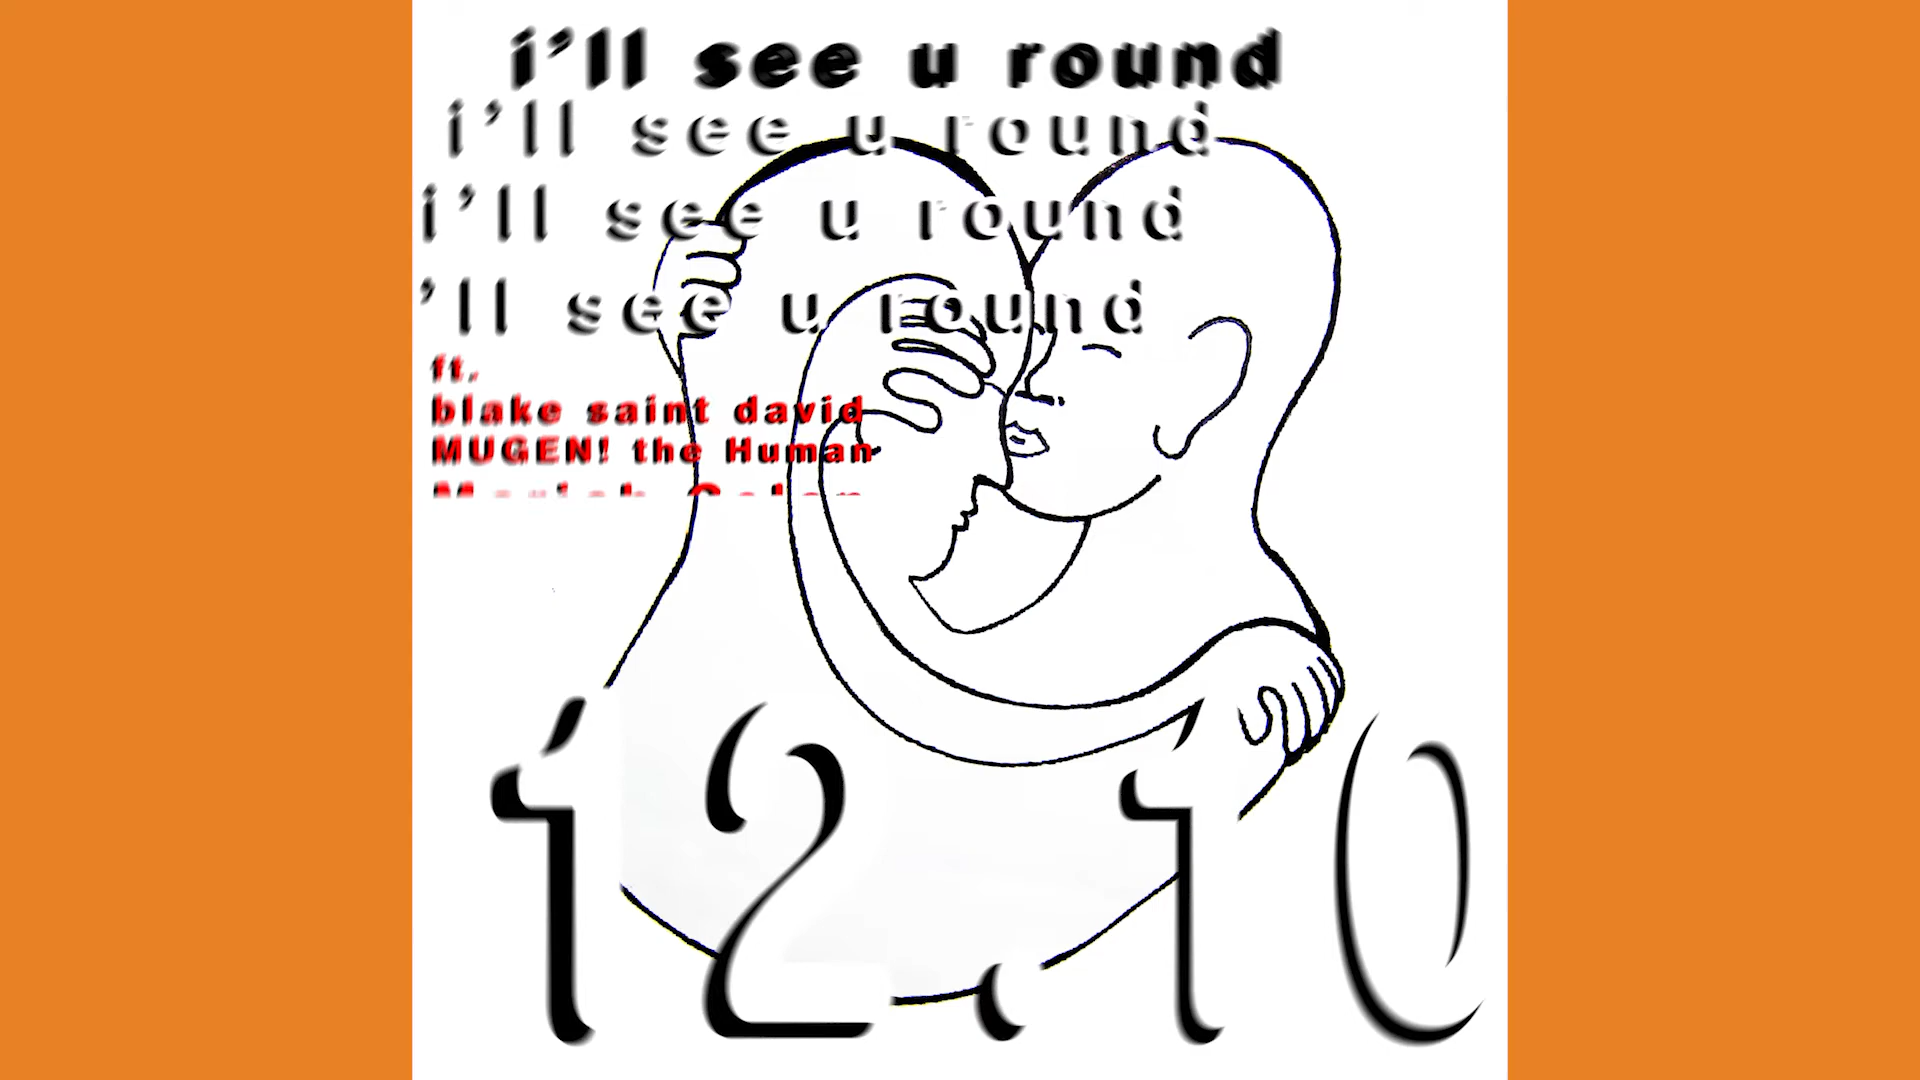 i’ll see u round
i’ll see u round
i’ll see u round
’ll see u round
ft.
blake saint david
MUGEN! the Human
12.10